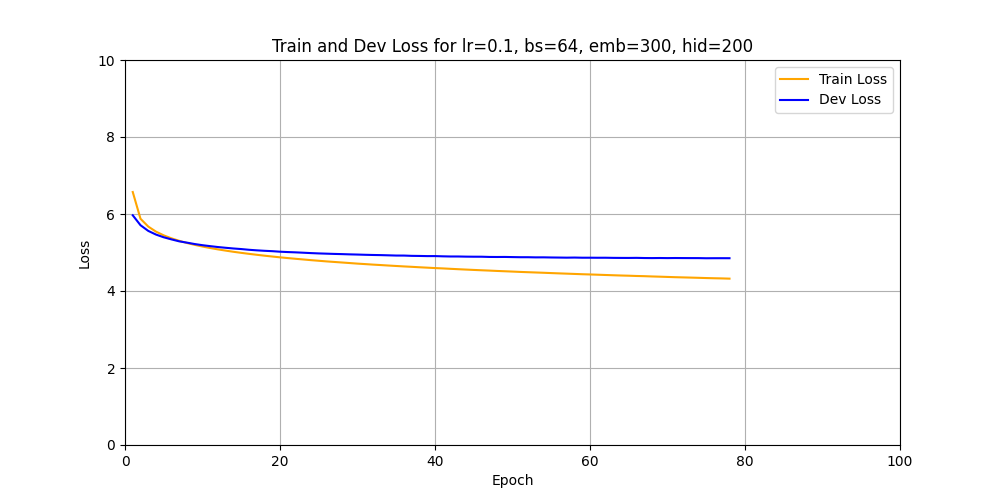 Train and Dev Loss for lr=0.1, bs=64, emb=300, hid=200
Train Loss
Dev Loss
10
8
6
4
2
0
Loss
0 20 40 60 80 100
Epoch